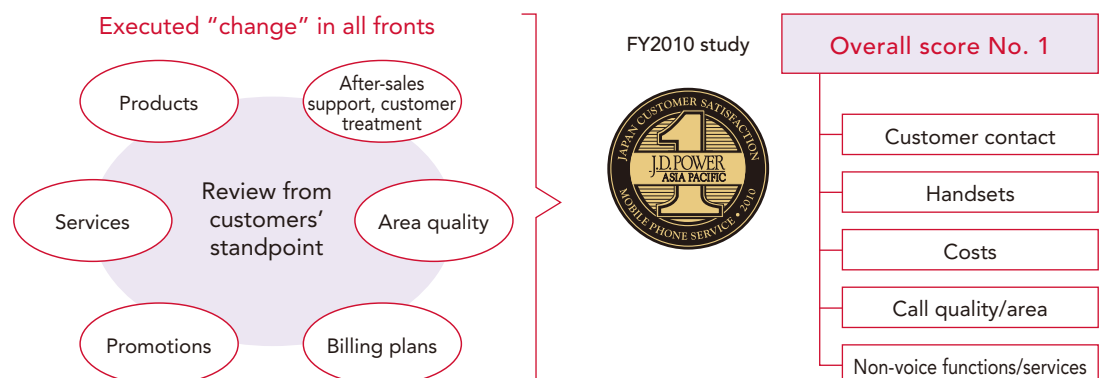 Executed “change” in all fronts
Products
After-sales
support, customer
treatment
Services
Review from
customers’
standpoint
Area quality
Promotions
Billing plans
FY2010 study
JAPAN CUSTOMER SATISFACTION
1
J.D.POWER
ASIA PACIFIC
MOBILE PHONE SERVICE • 2010
Overall score No. 1
Customer contact
Handsets
Costs
Call quality/area
Non-voice functions/services